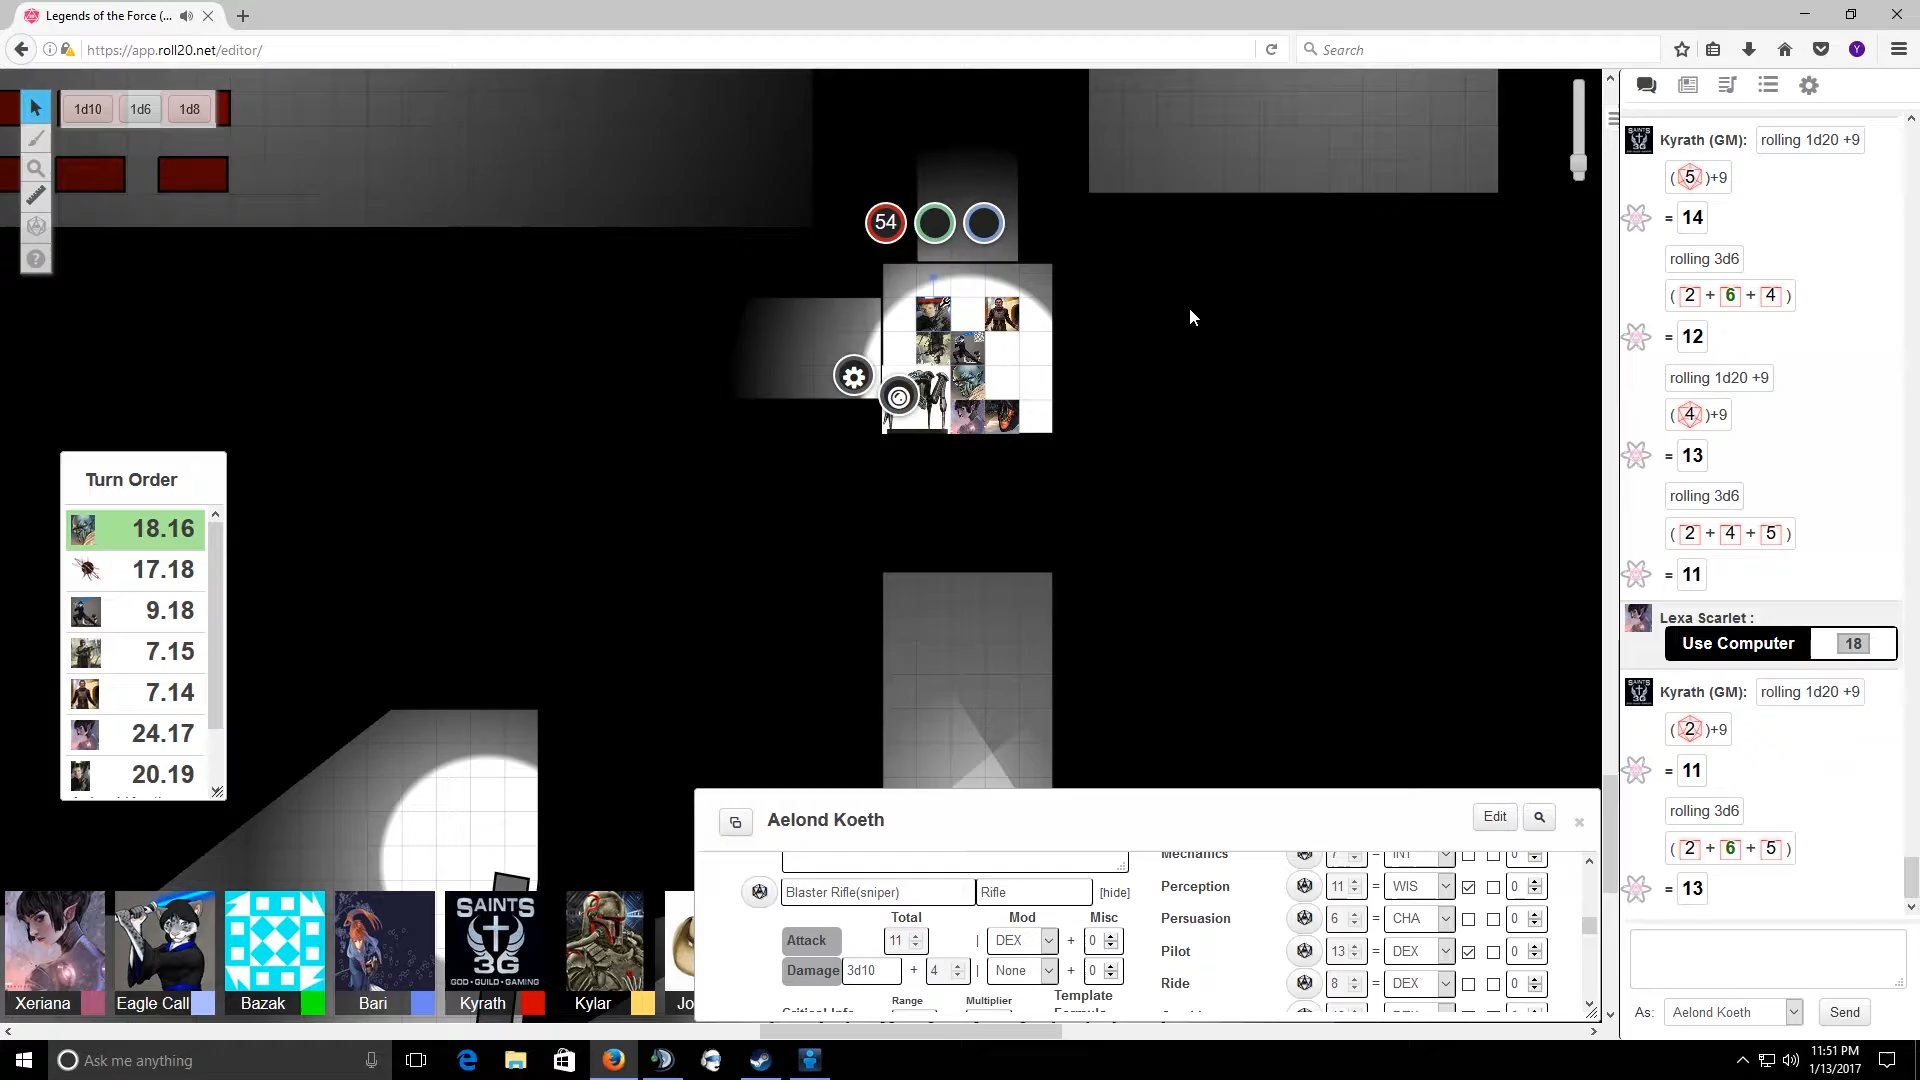 Legends of the Force (...
https://app.roll20.net/editor/
Search
Y
1d10
1d6
1d8
54
Turn Order
18.16
17.18
9.18
7.15
7.14
24.17
20.19
Kyrath (GM): rolling 1d20 +9
( 5 )+9
= 14
rolling 3d6
( 2 + 6 + 4 )
= 12
rolling 1d20 +9
( 4 )+9
= 13
rolling 3d6
( 2 + 4 + 5 )
= 11
Lexa Scarlet :
Use Computer 18
Kyrath (GM): rolling 1d20 +9
( 2 )+9
= 11
rolling 3d6
( 2 + 6 + 5 )
= 13
As: Aelond Koeth Send
Aelond Koeth
Edit
Mechanics 7 = INT 0
Blaster Rifle(sniper) Rifle [hide]
Perception 11 = WIS 0
Total Mod Misc
Persuasion 6 = CHA 0
Attack 11 | DEX + 0
Pilot 13 = DEX 0
Damage 3d10 + 4 | None + 0
Ride 8 = DEX 0
Range Multiplier Template
Critical Info
Formula
SAINTS
3G
GOD·GUILD·GAMING
Xeriana
Eagle Call
Bazak
Bari
Kyrath
Kylar
Jo
Ask me anything
11:51 PM
1/13/2017